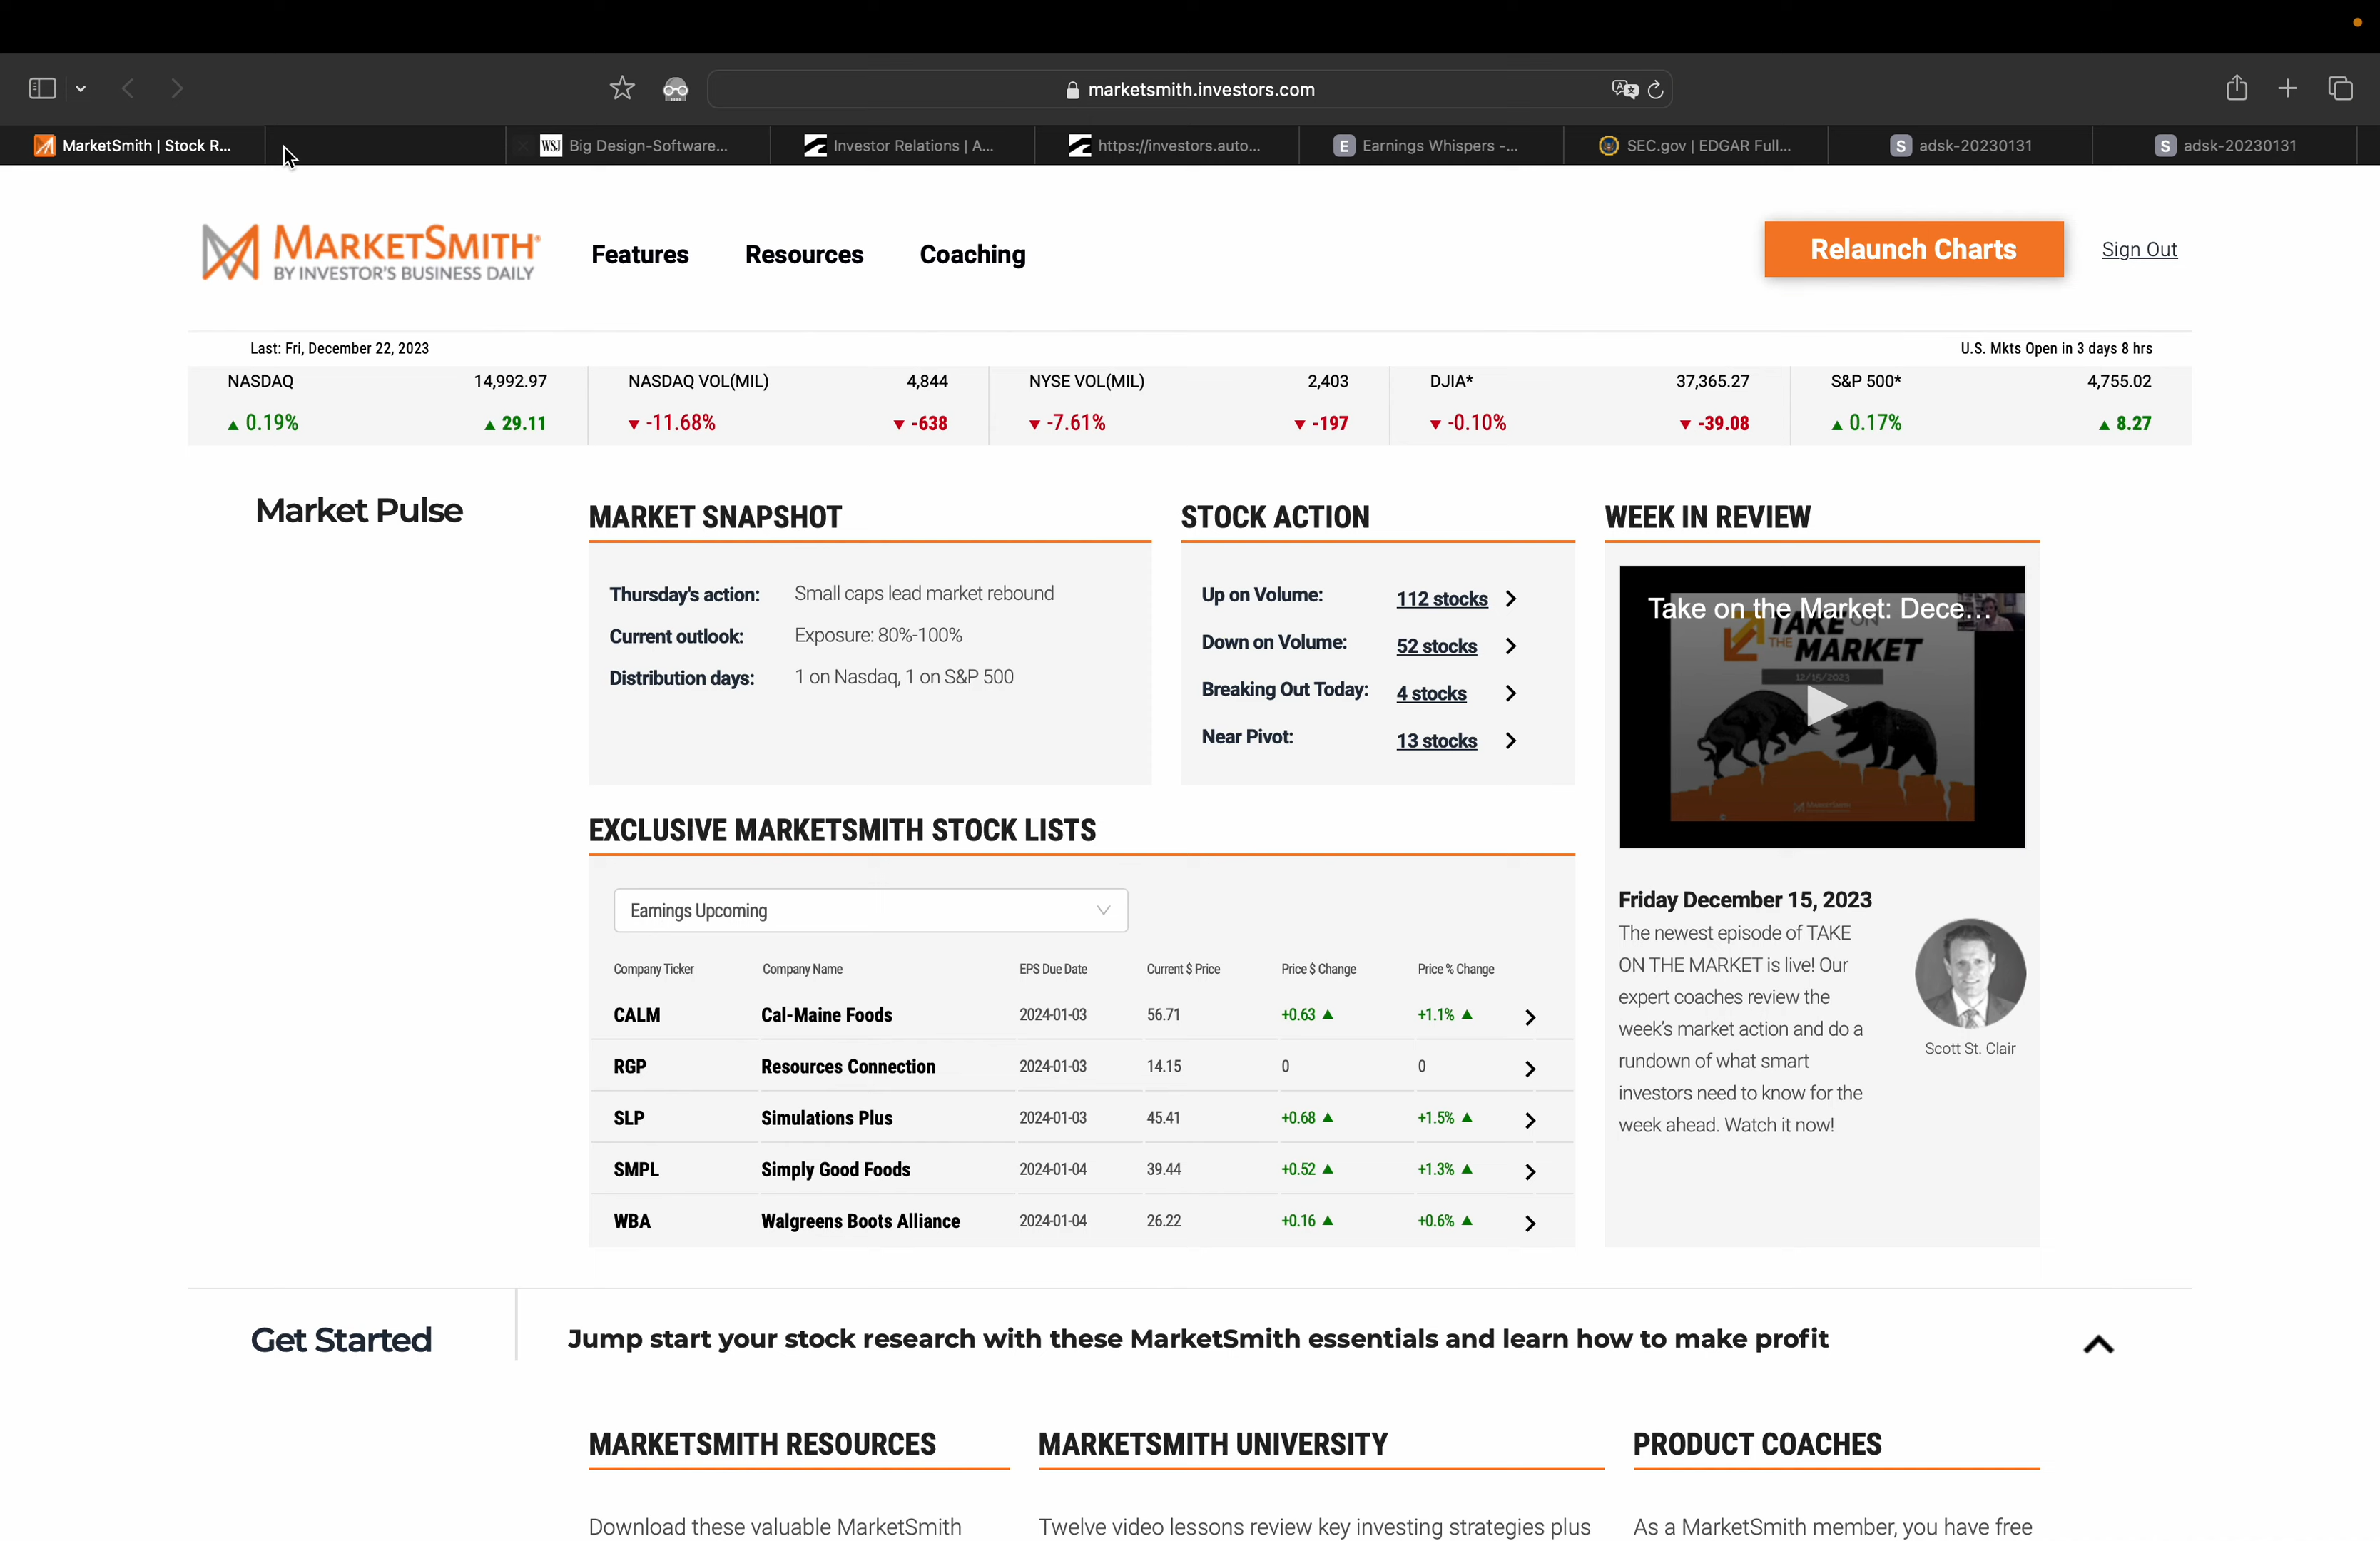 marketsmith.investors.com
MarketSmith | Stock R...
WSJ Big Design-Software...
Investor Relations | A...
https://investors.auto...
E Earnings Whispers -...
SEC.gov | EDGAR Full...
S adsk-20230131
S adsk-20230131
MARKETSMITH®
BY INVESTOR'S BUSINESS DAILY
Features Resources Coaching
Relaunch Charts
Sign Out
Last: Fri, December 22, 2023
U.S. Mkts Open in 3 days 8 hrs
NASDAQ 14,992.97
▲ 0.19% ▲ 29.11
NASDAQ VOL(MIL) 4,844
▼ -11.68% ▼ -638
NYSE VOL(MIL) 2,403
▼ -7.61% ▼ -197
DJIA* 37,365.27
▼ -0.10% ▼ -39.08
S&P 500* 4,755.02
▲ 0.17% ▲ 8.27
Market Pulse
MARKET SNAPSHOT
Thursday's action: Small caps lead market rebound
Current outlook: Exposure: 80%-100%
Distribution days: 1 on Nasdaq, 1 on S&P 500
STOCK ACTION
Up on Volume: 112 stocks
Down on Volume: 52 stocks
Breaking Out Today: 4 stocks
Near Pivot: 13 stocks
WEEK IN REVIEW
Take on the Market: Dece...
TAKE ON
THE MARKET
12/15/2023
Friday December 15, 2023
The newest episode of TAKE
ON THE MARKET is live! Our
expert coaches review the
week's market action and do a
rundown of what smart
investors need to know for the
week ahead. Watch it now!
Scott St. Clair
EXCLUSIVE MARKETSMITH STOCK LISTS
Earnings Upcoming
Company Ticker Company Name EPS Due Date Current $ Price Price $ Change Price % Change
CALM Cal-Maine Foods 2024-01-03 56.71 +0.63 ▲ +1.1% ▲
RGP Resources Connection 2024-01-03 14.15 0 0
SLP Simulations Plus 2024-01-03 45.41 +0.68 ▲ +1.5% ▲
SMPL Simply Good Foods 2024-01-04 39.44 +0.52 ▲ +1.3% ▲
WBA Walgreens Boots Alliance 2024-01-04 26.22 +0.16 ▲ +0.6% ▲
Get Started
Jump start your stock research with these MarketSmith essentials and learn how to make profit
MARKETSMITH RESOURCES
Download these valuable MarketSmith
MARKETSMITH UNIVERSITY
Twelve video lessons review key investing strategies plus
PRODUCT COACHES
As a MarketSmith member, you have free